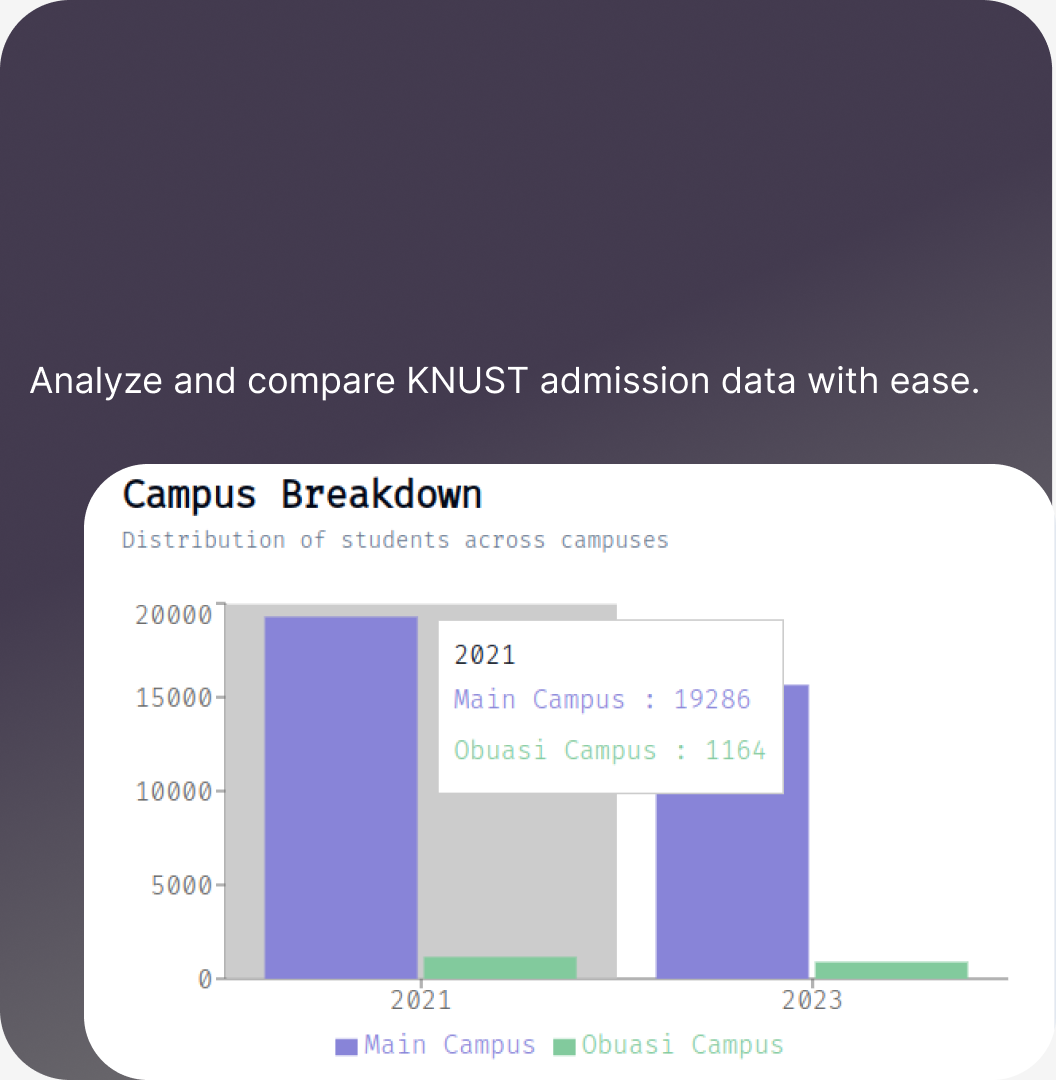 Analyze and compare KNUST admission data with ease.
Campus Breakdown
Distribution of students across campuses
20000
15000
10000
5000
0
2021
Main Campus : 19286
Obuasi Campus : 1164
2021 2023
Main Campus Obuasi Campus